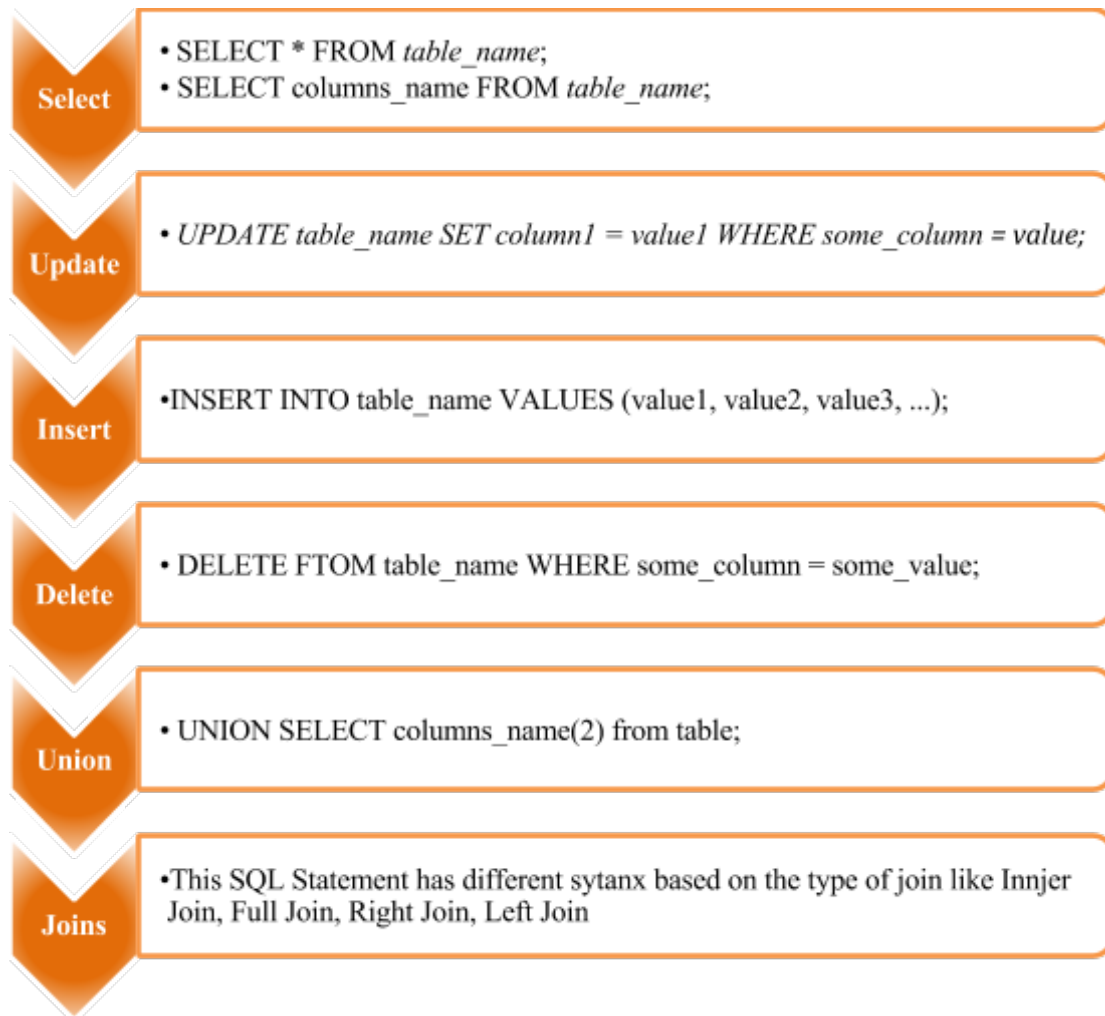 Select
• SELECT * FROM table_name;
• SELECT columns_name FROM table_name;
Update
• UPDATE table_name SET column1 = value1 WHERE some_column = value;
Insert
•INSERT INTO table_name VALUES (value1, value2, value3, ...);
Delete
• DELETE FTOM table_name WHERE some_column = some_value;
Union
• UNION SELECT columns_name(2) from table;
Joins
•This SQL Statement has different sytanx based on the type of join like Innjer
Join, Full Join, Right Join, Left Join